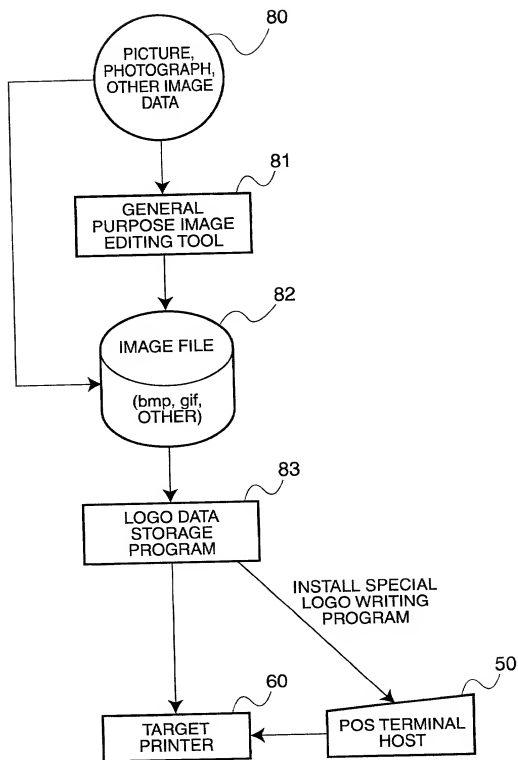 80
PICTURE,
PHOTOGRAPH,
OTHER IMAGE
DATA
81
GENERAL
PURPOSE IMAGE
EDITING TOOL
82
IMAGE FILE
(bmp, gif,
OTHER)
83
LOGO DATA
STORAGE
PROGRAM
INSTALL SPECIAL
LOGO WRITING
PROGRAM
60
TARGET
PRINTER
50
POS TERMINAL
HOST